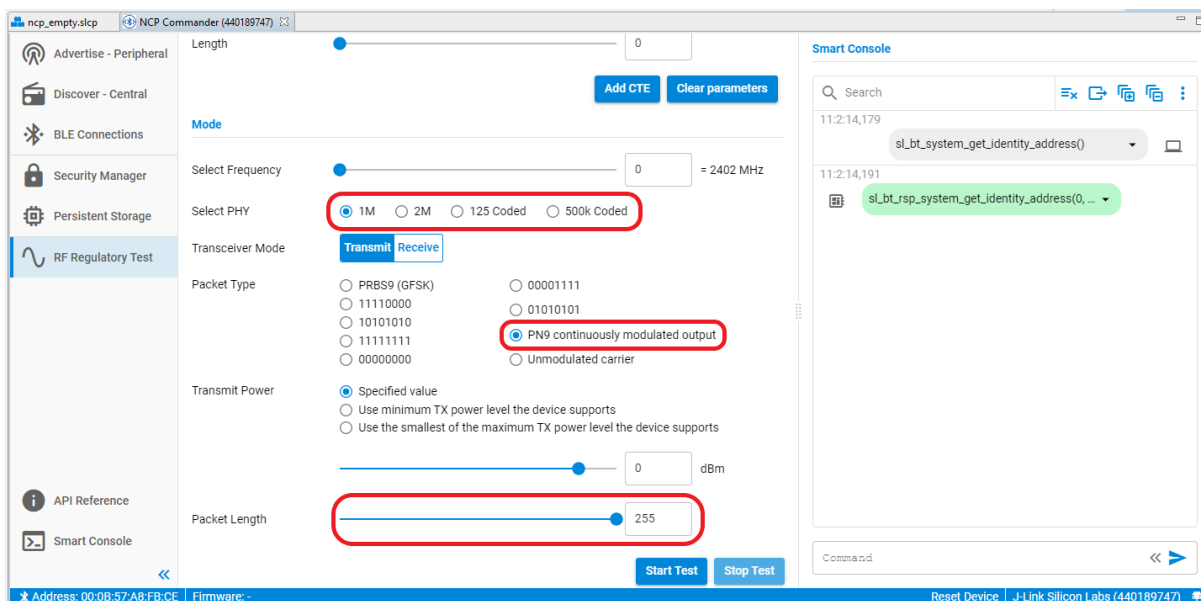 ncp_empty.slcp
NCP Commander (440189747)
Advertise - Peripheral
Discover - Central
BLE Connections
Security Manager
Persistent Storage
RF Regulatory Test
API Reference
Smart Console
Length
0
Add CTE
Clear parameters
Mode
Select Frequency
0
= 2402 MHz
Select PHY
1M
2M
125 Coded
500k Coded
Transceiver Mode
Transmit
Receive
Packet Type
PRBS9 (GFSK)
11110000
10101010
11111111
00000000
00001111
01010101
PN9 continuously modulated output
Unmodulated carrier
Transmit Power
Specified value
Use minimum TX power level the device supports
Use the smallest of the maximum TX power level the device supports
0
dBm
Packet Length
255
Start Test
Stop Test
Smart Console
Search
11:2:14,179
sl_bt_system_get_identity_address()
11:2:14,191
sl_bt_rsp_system_get_identity_address(0, ...
Command
Address: 00:0B:57:A8:FB:CE
Firmware: -
Reset Device
J-Link Silicon Labs (440189747)